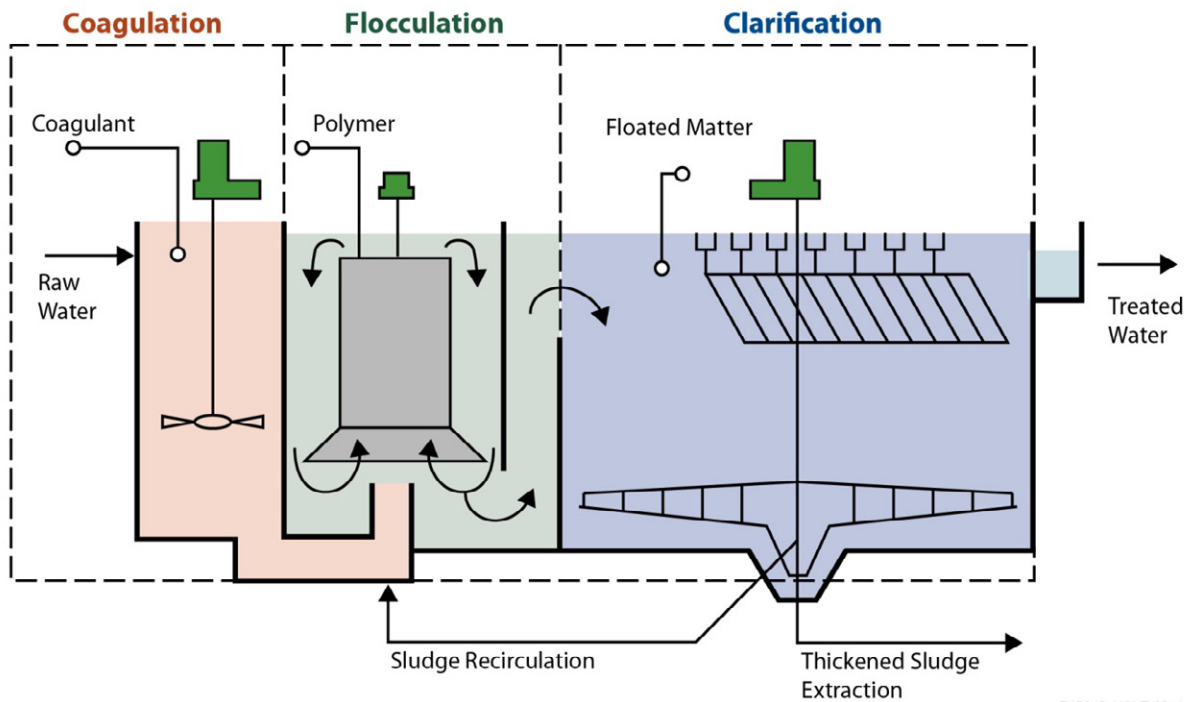 Coagulation
Flocculation
Clarification
Coagulant
Polymer
Floated Matter
Raw
Water
Treated
Water
Sludge Recirculation
Thickened Sludge
Extraction